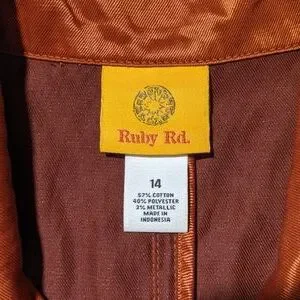 Ruby Rd.
14
57% COTTON
40% POLYESTER
3% METALLIC
MADE IN
INDONESIA